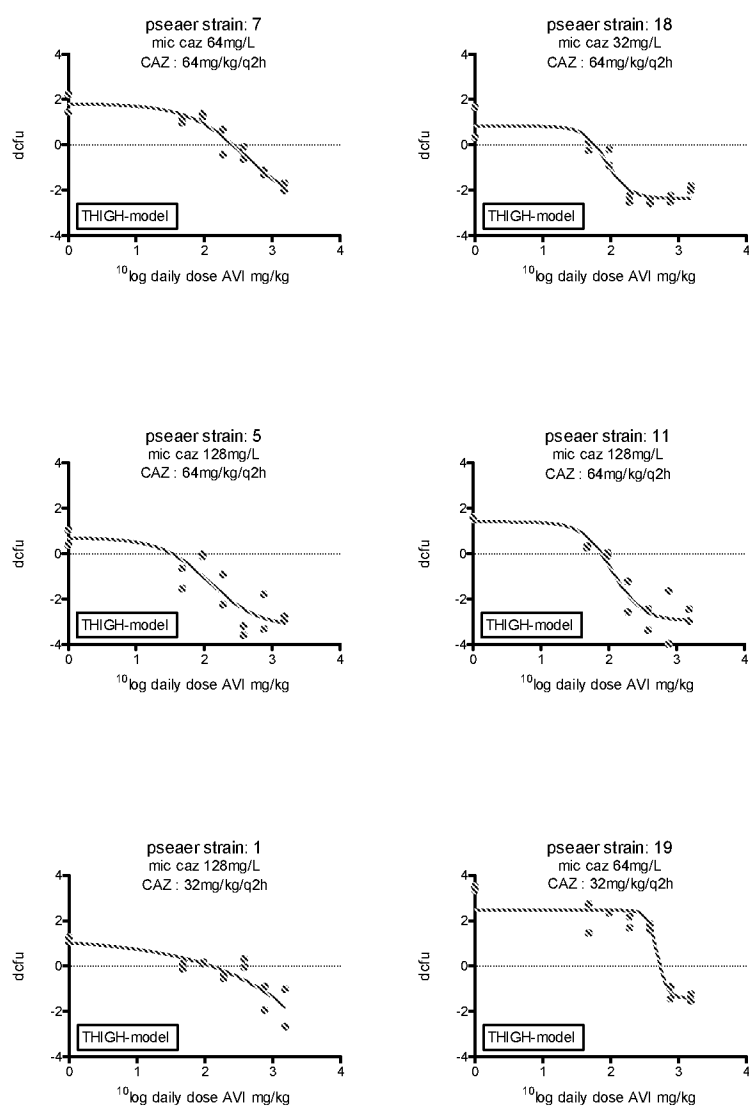 pseaer strain: 7
mic caz 64mg/L
CAZ : 64mg/kg/q2h
4
2
0
-2
-4
dcfu
THIGH-model
0 1 2 3 4
10log daily dose AVI mg/kg
pseaer strain: 18
mic caz 32mg/L
CAZ : 64mg/kg/q2h
4
2
0
-2
-4
dcfu
THIGH-model
0 1 2 3 4
10log daily dose AVI mg/kg
pseaer strain: 5
mic caz 128mg/L
CAZ : 64mg/kg/q2h
4
2
0
-2
-4
dcfu
THIGH-model
0 1 2 3 4
10log daily dose AVI mg/kg
pseaer strain: 11
mic caz 128mg/L
CAZ : 64mg/kg/q2h
4
2
0
-2
-4
dcfu
THIGH-model
0 1 2 3 4
10log daily dose AVI mg/kg
pseaer strain: 1
mic caz 128mg/L
CAZ : 32mg/kg/q2h
4
2
0
-2
-4
dcfu
THIGH-model
0 1 2 3 4
10log daily dose AVI mg/kg
pseaer strain: 19
mic caz 64mg/L
CAZ : 32mg/kg/q2h
4
2
0
-2
-4
dcfu
THIGH-model
0 1 2 3 4
10log daily dose AVI mg/kg